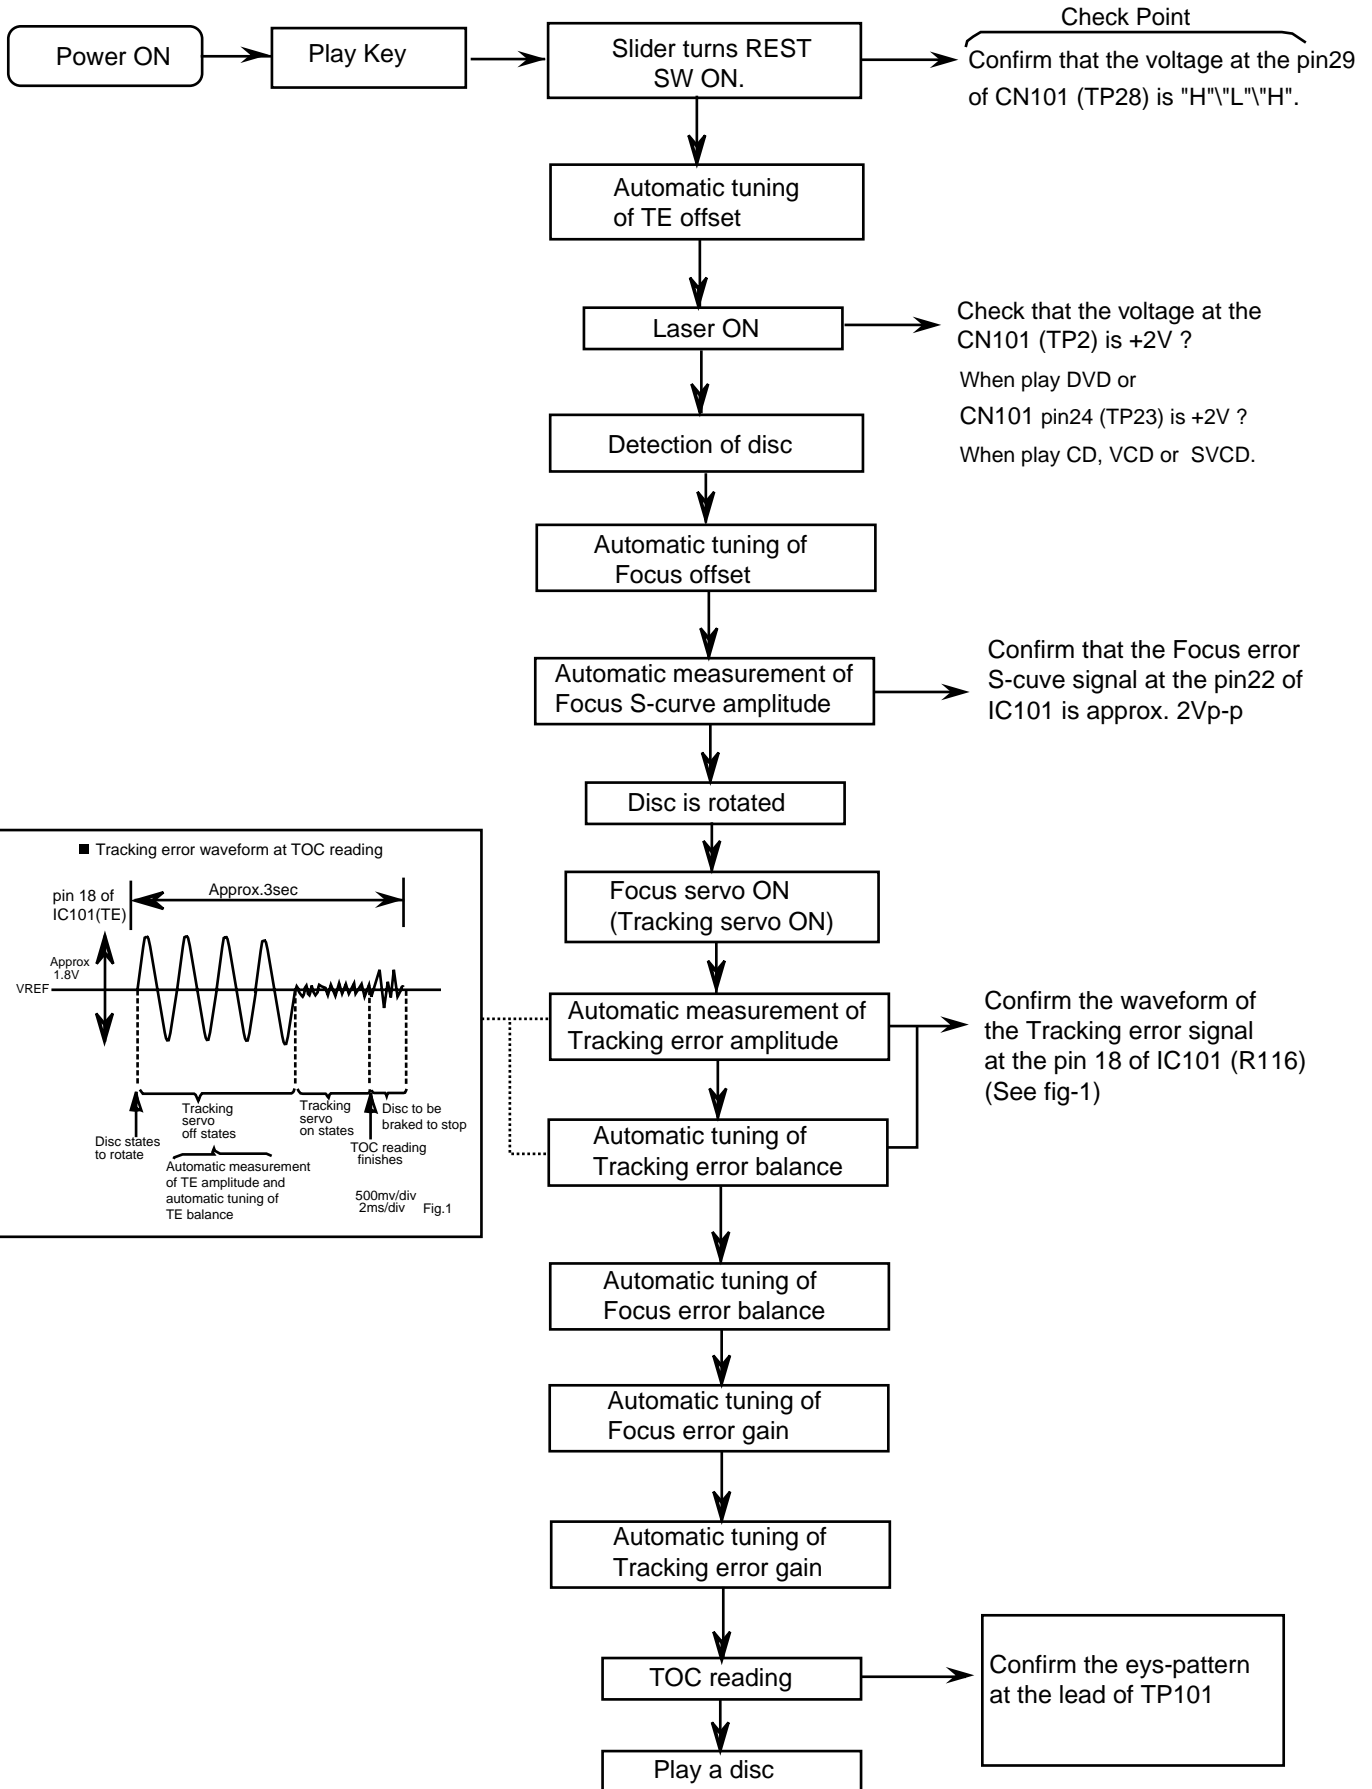 Check Point
Power ON
Play Key
Slider turns REST
SW ON.
Confirm that the voltage at the pin29
of CN101 (TP28) is "H"\"L"\"H".
Automatic tuning
of TE offset
Laser ON
Check that the voltage at the
CN101 (TP2) is +2V ?
When play DVD or
CN101 pin24 (TP23) is +2V ?
When play CD, VCD or SVCD.
Detection of disc
Automatic tuning of
Focus offset
Automatic measurement of
Focus S-curve amplitude
Confirm that the Focus error
S-cuve signal at the pin22 of
IC101 is approx. 2Vp-p
Disc is rotated
Focus servo ON
(Tracking servo ON)
■ Tracking error waveform at TOC reading
pin 18 of
IC101(TE)
Approx.3sec
Approx
1.8V
VREF
Disc states
to rotate
Tracking
servo
off states
Tracking
servo
on states
Disc to be
braked to stop
TOC reading
finishes
Automatic measurement
of TE amplitude and
automatic tuning of
TE balance
500mv/div
2ms/div
Fig.1
Automatic measurement of
Tracking error amplitude
Confirm the waveform of
the Tracking error signal
at the pin 18 of IC101 (R116)
(See fig-1)
Automatic tuning of
Tracking error balance
Automatic tuning of
Focus error balance
Automatic tuning of
Focus error gain
Automatic tuning of
Tracking error gain
TOC reading
Confirm the eys-pattern
at the lead of TP101
Play a disc